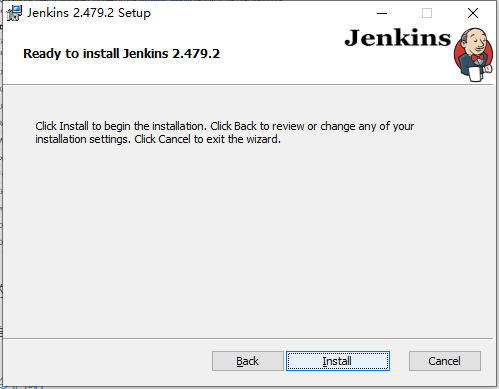 Jenkins 2.479.2 Setup
Ready to install Jenkins 2.479.2
Jenkins
Click Install to begin the installation. Click Back to review or change any of your
installation settings. Click Cancel to exit the wizard.
Back
Install
Cancel